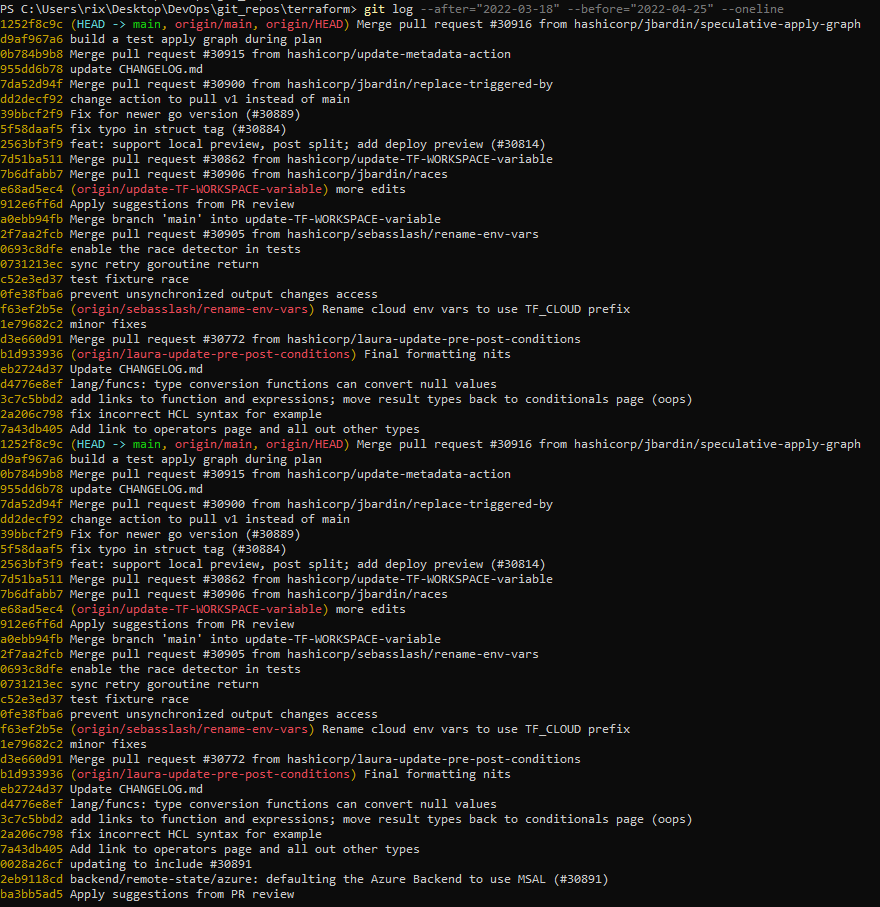 PS C:\Users\rix\Desktop\DevOps\git_repos\terraform> git log --after="2022-03-18" --before="2022-04-25" --oneline
1252f8c9c (HEAD -> main, origin/main, origin/HEAD) Merge pull request #30916 from hashicorp/jbardin/speculative-apply-graph
d9af967a6 build a test apply graph during plan
0b784b9b8 Merge pull request #30915 from hashicorp/update-metadata-action
955dd6b78 update CHANGELOG.md
7da52d94f Merge pull request #30900 from hashicorp/jbardin/replace-triggered-by
dd2decf92 change action to pull v1 instead of main
39bbcf2f9 Fix for newer go version (#30889)
5f58daaf5 fix typo in struct tag (#30884)
2563bf3f9 feat: support local preview, post split; add deploy preview (#30814)
7d51ba511 Merge pull request #30862 from hashicorp/update-TF-WORKSPACE-variable
7b6dfabb7 Merge pull request #30906 from hashicorp/jbardin/races
e68ad5ec4 (origin/update-TF-WORKSPACE-variable) more edits
912e6ff6d Apply suggestions from PR review
a0ebb94fb Merge branch 'main' into update-TF-WORKSPACE-variable
2f7aa2fcb Merge pull request #30905 from hashicorp/sebasslash/rename-env-vars
0693c8dfe enable the race detector in tests
0731213ec sync retry goroutine return
c52e3ed37 test fixture race
0fe38fba6 prevent unsynchronized output changes access
f63ef2b5e (origin/sebasslash/rename-env-vars) Rename cloud env vars to use TF_CLOUD prefix
1e79682c2 minor fixes
d3e660d91 Merge pull request #30772 from hashicorp/laura-update-pre-post-conditions
b1d933936 (origin/laura-update-pre-post-conditions) Final formatting nits
eb2724d37 Update CHANGELOG.md
d4776e8ef lang/funcs: type conversion functions can convert null values
3c7c5bbd2 add links to function and expressions; move result types back to conditionals page (oops)
2a206c798 fix incorrect HCL syntax for example
7a43db405 Add link to operators page and all out other types
1252f8c9c (HEAD -> main, origin/main, origin/HEAD) Merge pull request #30916 from hashicorp/jbardin/speculative-apply-graph
d9af967a6 build a test apply graph during plan
0b784b9b8 Merge pull request #30915 from hashicorp/update-metadata-action
955dd6b78 update CHANGELOG.md
7da52d94f Merge pull request #30900 from hashicorp/jbardin/replace-triggered-by
dd2decf92 change action to pull v1 instead of main
39bbcf2f9 Fix for newer go version (#30889)
5f58daaf5 fix typo in struct tag (#30884)
2563bf3f9 feat: support local preview, post split; add deploy preview (#30814)
7d51ba511 Merge pull request #30862 from hashicorp/update-TF-WORKSPACE-variable
7b6dfabb7 Merge pull request #30906 from hashicorp/jbardin/races
e68ad5ec4 (origin/update-TF-WORKSPACE-variable) more edits
912e6ff6d Apply suggestions from PR review
a0ebb94fb Merge branch 'main' into update-TF-WORKSPACE-variable
2f7aa2fcb Merge pull request #30905 from hashicorp/sebasslash/rename-env-vars
0693c8dfe enable the race detector in tests
0731213ec sync retry goroutine return
c52e3ed37 test fixture race
0fe38fba6 prevent unsynchronized output changes access
f63ef2b5e (origin/sebasslash/rename-env-vars) Rename cloud env vars to use TF_CLOUD prefix
1e79682c2 minor fixes
d3e660d91 Merge pull request #30772 from hashicorp/laura-update-pre-post-conditions
b1d933936 (origin/laura-update-pre-post-conditions) Final formatting nits
eb2724d37 Update CHANGELOG.md
d4776e8ef lang/funcs: type conversion functions can convert null values
3c7c5bbd2 add links to function and expressions; move result types back to conditionals page (oops)
2a206c798 fix incorrect HCL syntax for example
7a43db405 Add link to operators page and all out other types
0028a26cf updating to include #30891
2eb9118cd backend/remote-state/azure: defaulting the Azure Backend to use MSAL (#30891)
ba3bb5ad5 Apply suggestions from PR review